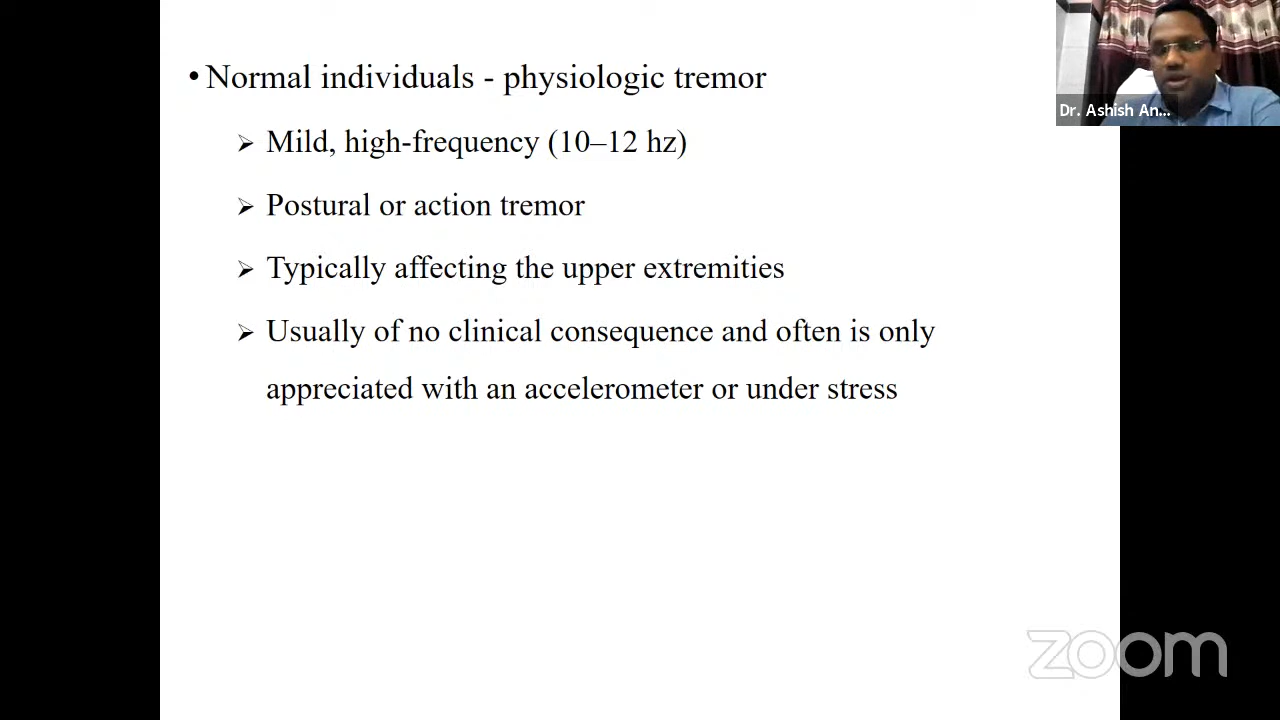 • Normal individuals - physiologic tremor
➢ Mild, high-frequency (10–12 hz)
➢ Postural or action tremor
➢ Typically affecting the upper extremities
➢ Usually of no clinical consequence and often is only
appreciated with an accelerometer or under stress
Dr. Ashish An...
zoom